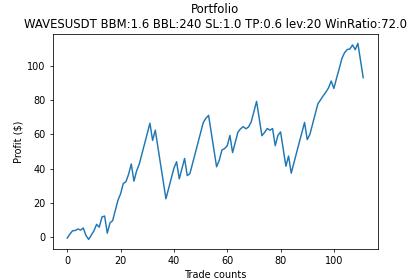 Portfolio
WAVESUSDT BBM:1.6 BBL:240 SL:1.0 TP:0.6 lev:20 WinRatio:72.0
Profit ($)
100
80
60
40
20
0
0 20 40 60 80 100
Trade counts